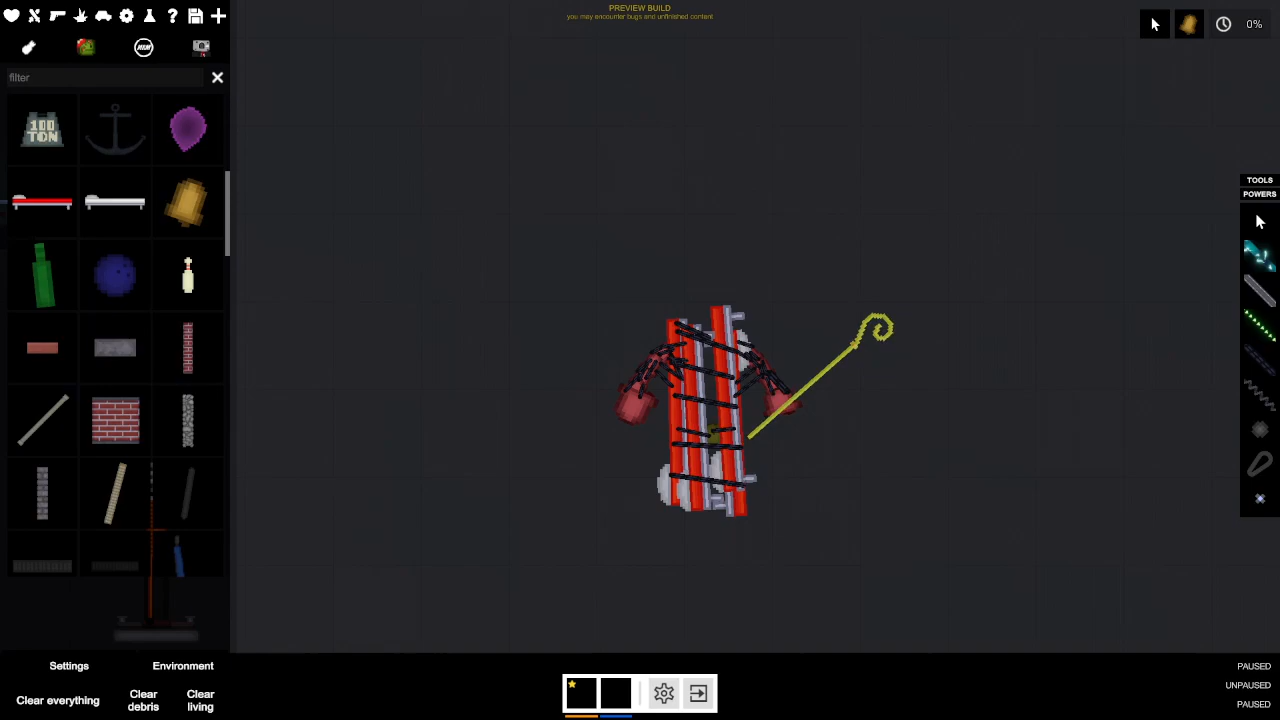 PREVIEW BUILD
you may encounter bugs and unfinished content
0%
filter
100
TON
TOOLS
POWERS
Settings
Environment
Clear everything
Clear
debris
Clear
living
PAUSED
UNPAUSED
PAUSED